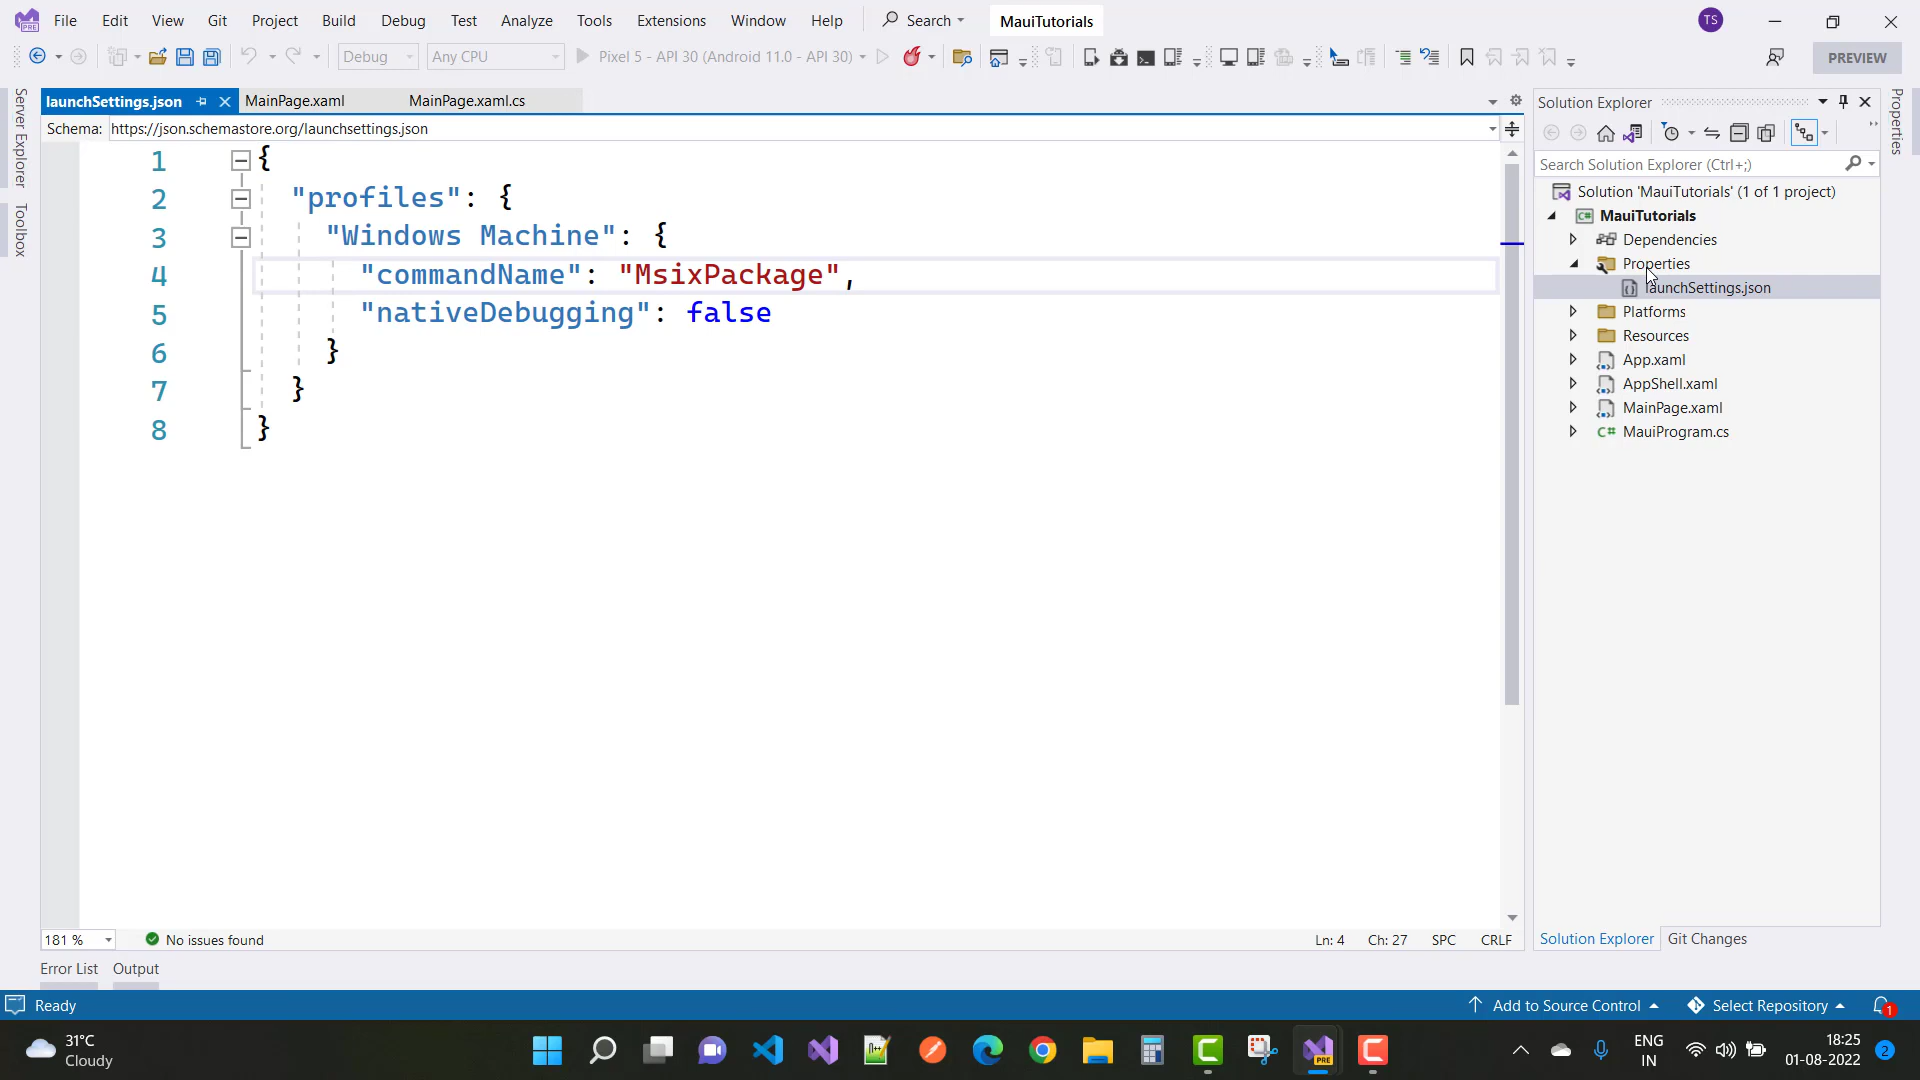 File Edit View Git Project Build Debug Test Analyze Tools Extensions Window Help Search MauiTutorials TS
Debug Any CPU Pixel 5 - API 30 (Android 11.0 - API 30) PREVIEW
launchSettings.json MainPage.xaml MainPage.xaml.cs
Schema: https://json.schemastore.org/launchsettings.json
Server Explorer
Toolbox
1 {
2 "profiles": {
3 "Windows Machine": {
4 "commandName": "MsixPackage",
5 "nativeDebugging": false
6 }
7 }
8 }
181 % No issues found Ln: 4 Ch: 27 SPC CRLF
Error List Output
Solution Explorer
Search Solution Explorer (Ctrl+;)
Solution 'MauiTutorials' (1 of 1 project)
MauiTutorials
Dependencies
Properties
launchSettings.json
Platforms
Resources
App.xaml
AppShell.xaml
MainPage.xaml
C# MauiProgram.cs
Solution Explorer Git Changes
Properties
Ready Add to Source Control Select Repository 1
31°C
Cloudy
PRE
ENG
IN
18:25
01-08-2022
2